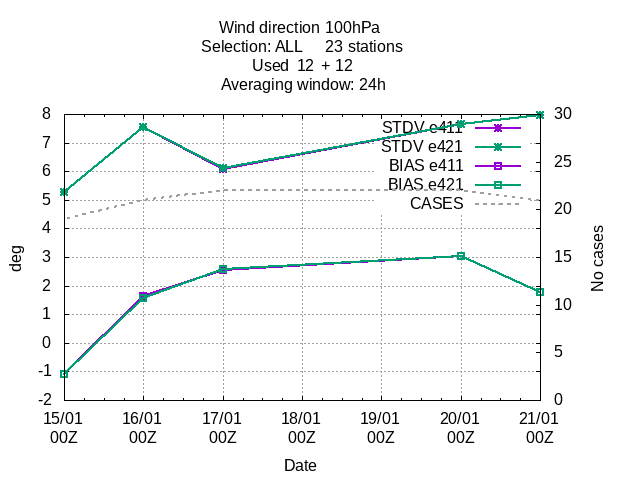 Wind direction 100hPa
Selection: ALL 23 stations
Used 12 + 12
Averaging window: 24h
8
7
6
5
4
3
2
1
0
-1
-2
deg
30
25
20
15
10
5
0
No cases
STDV e411
STDV e421
BIAS e411
BIAS e421
CASES
15/01 16/01 17/01 18/01 19/01 20/01 21/01
00Z 00Z 00Z 00Z 00Z 00Z 00Z
Date